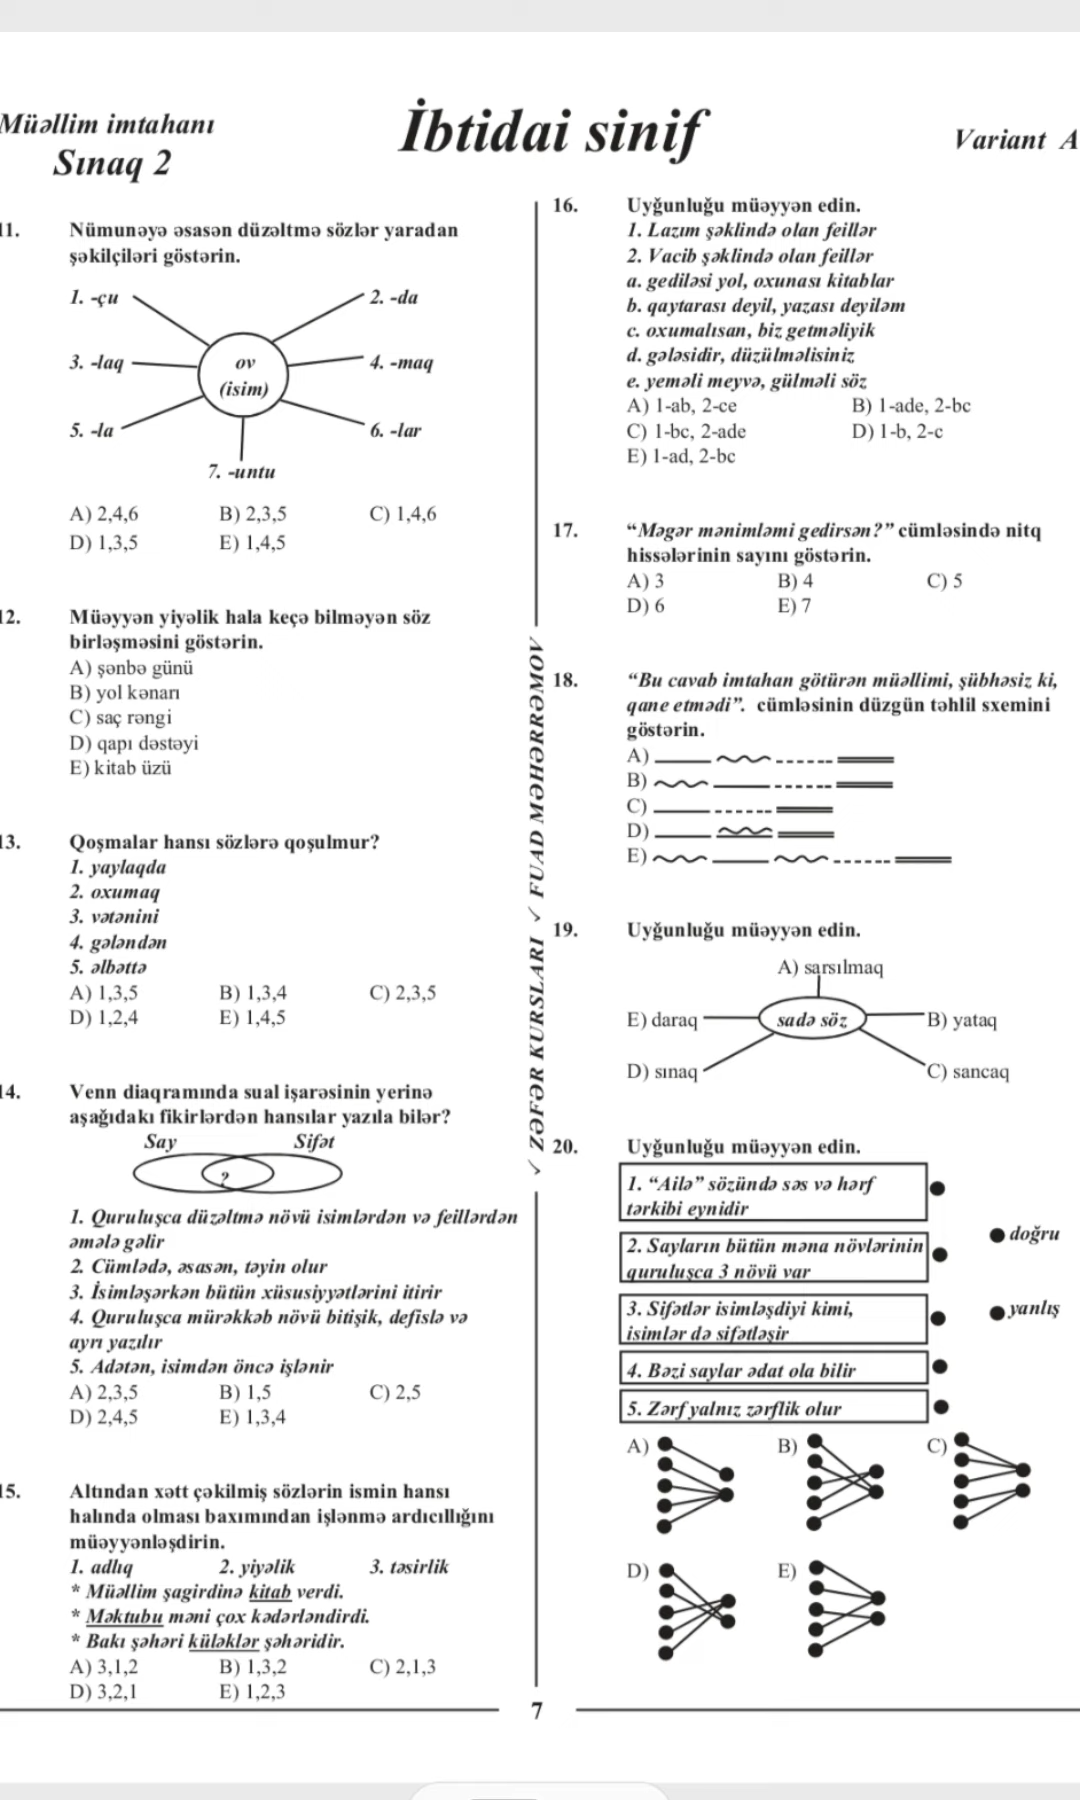 Müəllim imtahanı
Sınaq 2
İbtidai sinif
Variant A
11. Nümunəyə əsasən düzəltmə sözlər yaradan
şəkilçiləri göstərin.
1. -çu
2. -da
3. -laq
ov
(isim)
4. -maq
5. -la
6. -lar
7. -untu
A) 2,4,6 B) 2,3,5 C) 1,4,6
D) 1,3,5 E) 1,4,5
12. Müəyyən yiyəlik hala keçə bilməyən söz
birləşməsini göstərin.
A) şənbə günü
B) yol kənarı
C) saç rəngi
D) qapı dəstəyi
E) kitab üzü
13. Qoşmalar hansı sözlərə qoşulmur?
1. yaylaqda
2. oxumaq
3. vətənini
4. gələndən
5. əlbəttə
A) 1,3,5 B) 1,3,4 C) 2,3,5
D) 1,2,4 E) 1,4,5
14. Venn diaqramında sual işarəsinin yerinə
aşağıdakı fikirlərdən hansılar yazıla bilər?
Say Sifət
?
1. Quruluşca düzəltmə növü isimlərdən və feillərdən
əmələ gəlir
2. Cümlədə, əsasən, təyin olur
3. İsimləşərkən bütün xüsusiyyətlərini itirir
4. Quruluşca mürəkkəb növü bitişik, defislə və
ayrı yazılır
5. Adətən, isimdən öncə işlənir
A) 2,3,5 B) 1,5 C) 2,5
D) 2,4,5 E) 1,3,4
15. Altından xətt çəkilmiş sözlərin ismin hansı
halında olması baxımından işlənmə ardıcıllığını
müəyyənləşdirin.
1. adlıq 2. yiyəlik 3. təsirlik
* Müəllim şagirdinə kitab verdi.
* Məktubu məni çox kədərləndirdi.
* Bakı şəhəri küləklər şəhəridir.
A) 3,1,2 B) 1,3,2 C) 2,1,3
D) 3,2,1 E) 1,2,3
✓ ZƏFƏR KURSLARI ✓ FUAD MƏHƏRRƏMOV
16. Uyğunluğu müəyyən edin.
1. Lazım şəklində olan feillər
2. Vacib şəklində olan feillər
a. gediləsi yol, oxunası kitablar
b. qaytarası deyil, yazası deyiləm
c. oxumalısan, biz getməliyik
d. gələsidir, düzülməlisiniz
e. yeməli meyvə, gülməli söz
A) 1-ab, 2-ce B) 1-ade, 2-bc
C) 1-bc, 2-ade D) 1-b, 2-c
E) 1-ad, 2-bc
17. “Məgər mənimləmi gedirsən?” cümləsində nitq
hissələrinin sayını göstərin.
A) 3 B) 4 C) 5
D) 6 E) 7
18. “Bu cavab imtahan götürən müəllimi, şübhəsiz ki,
qane etmədi”. cümləsinin düzgün təhlil sxemini
göstərin.
A)
B)
C)
D)
E)
19. Uyğunluğu müəyyən edin.
A) sarsılmaq
E) daraq
sadə söz
B) yataq
D) sınaq
C) sancaq
20. Uyğunluğu müəyyən edin.
1. “Ailə” sözündə səs və hərf
tərkibi eynidir
doğru
2. Sayların bütün məna növlərinin
quruluşca 3 növü var
3. Sifətlər isimləşdiyi kimi,
isimlər də sifətləşir
yanlış
4. Bəzi saylar ədat ola bilir
5. Zərf yalnız zərflik olur
A) B) C)
D) E)
7